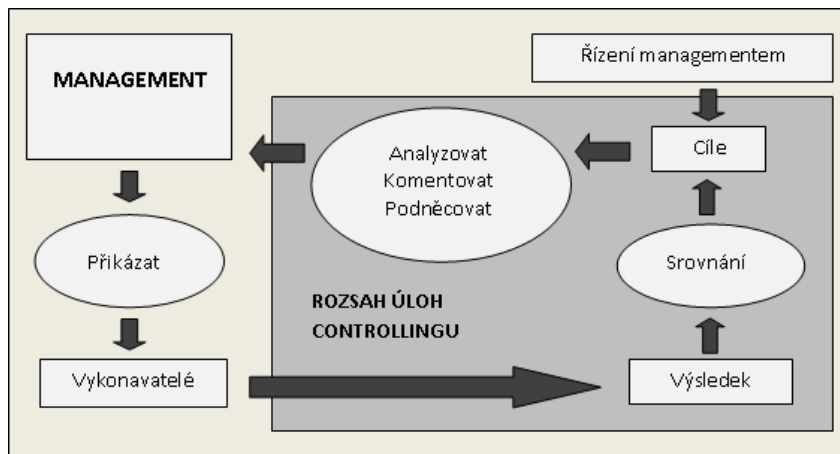 MANAGEMENT
Řízení managementem
Analyzovat
Komentovat
Podněcovat
Cíle
Přikázat
Srovnání
ROZSAH ÚLOH
CONTROLLINGU
Vykonavatelé
Výsledek